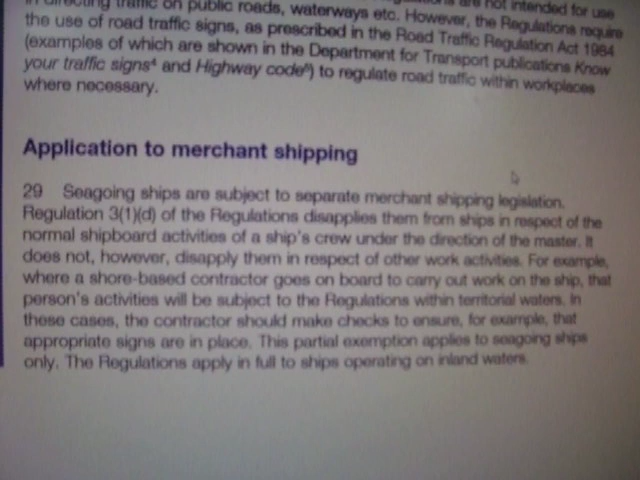 in directing traffic on public roads, waterways etc. However, the Regulations require
are not intended for use
the use of road traffic signs, as prescribed in the Road Traffic Regulation Act 1984
(examples of which are shown in the Department for Transport publications Know
your traffic signs⁴ and Highway code⁵) to regulate road traffic within workplaces
where necessary.
Application to merchant shipping
29 Seagoing ships are subject to separate merchant shipping legislation.
Regulation 3(1)(d) of the Regulations disapplies them from ships in respect of the
normal shipboard activities of a ship's crew under the direction of the master. It
does not, however, disapply them in respect of other work activities. For example,
where a shore-based contractor goes on board to carry out work on the ship, that
person's activities will be subject to the Regulations within territorial waters. In
these cases, the contractor should make checks to ensure, for example, that
appropriate signs are in place. This partial exemption applies to seagoing ships
only. The Regulations apply in full to ships operating on inland waters.